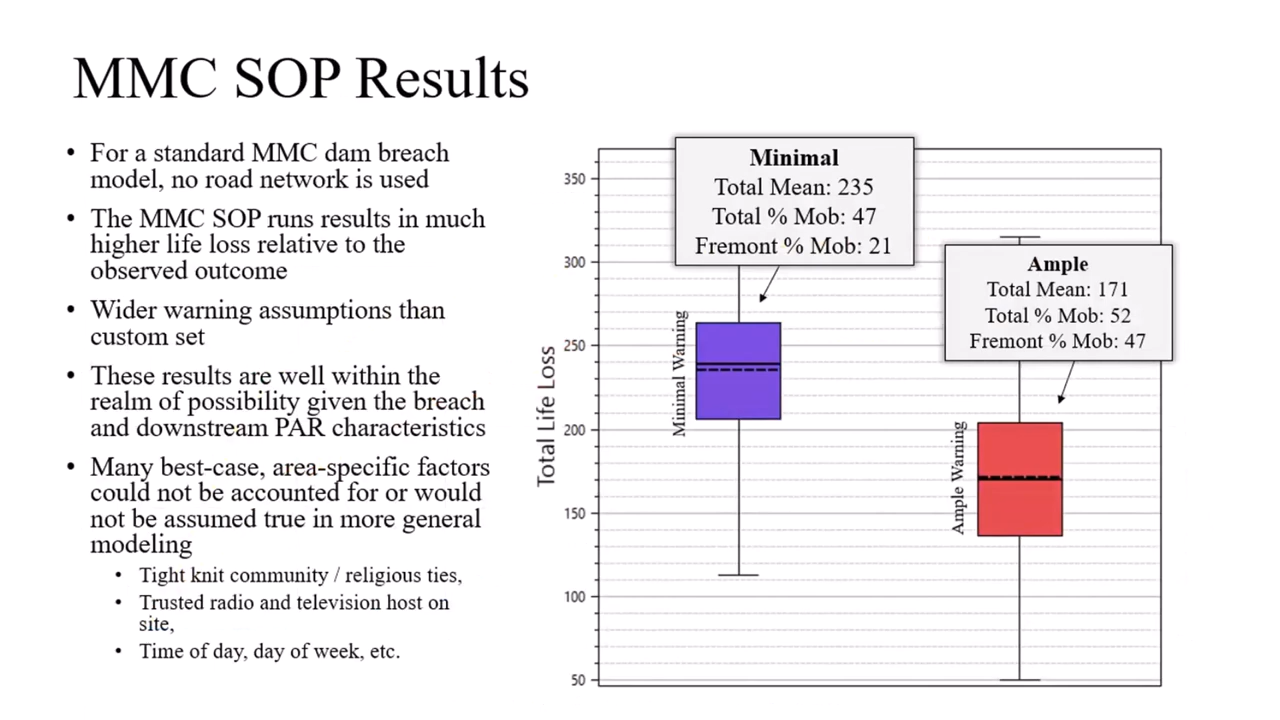 MMC SOP Results
• For a standard MMC dam breach
model, no road network is used
• The MMC SOP runs results in much
higher life loss relative to the
observed outcome
• Wider warning assumptions than
custom set
• These results are well within the
realm of possibility given the breach
and downstream PAR characteristics
• Many best-case, area-specific factors
could not be accounted for or would
not be assumed true in more general
modeling
• Tight knit community / religious ties,
• Trusted radio and television host on
site,
• Time of day, day of week, etc.
Total Life Loss
350
300
250
200
150
100
50
Minimal Warning
Minimal
Total Mean: 235
Total % Mob: 47
Fremont % Mob: 21
Ample Warning
Ample
Total Mean: 171
Total % Mob: 52
Fremont % Mob: 47